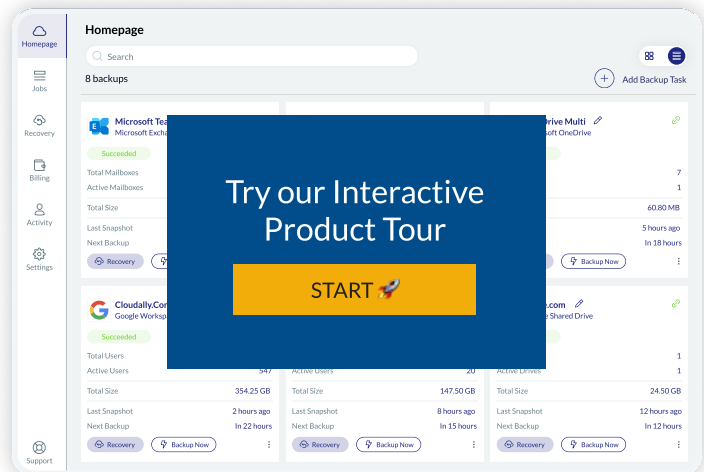 Homepage
Homepage
Search
8 backups
Add Backup Task
Jobs
Recovery
Billing
Activity
Settings
Support
E
Microsoft Tea
Microsoft Excha
Succeeded
Total Mailboxes
Active Mailboxes
Total Size
Last Snapshot
Next Backup
Recovery
Drive Multi
soft OneDrive
7
1
60.80 MB
5 hours ago
In 18 hours
Backup Now
Try our Interactive
Product Tour
START
Cloudally.Con
Google Worksp
Succeeded
Total Users
Active Users 547
Total Size 354.25 GB
Last Snapshot 2 hours ago
Next Backup In 22 hours
Recovery Backup Now
Active Users 20
Total Size 147.50 GB
Last Snapshot 8 hours ago
Next Backup In 15 hours
Recovery Backup Now
.com
e Shared Drive
1
Active Drives 1
Total Size 24.50 GB
Last Snapshot 12 hours ago
Next Backup In 12 hours
Recovery Backup Now